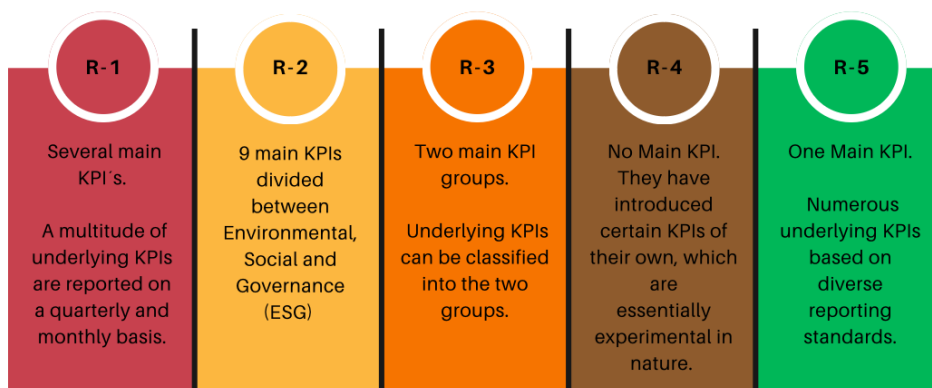 R-1
Several main
KPI´s.
A multitude of
underlying KPIs
are reported on
a quarterly and
monthly basis.
R-2
9 main KPIs
divided
between
Environmental,
Social and
Governance
(ESG)
R-3
Two main KPI
groups.
Underlying KPIs
can be classified
into the two
groups.
R-4
No Main KPI.
They have
introduced
certain KPIs of
their own, which
are
essentially
experimental in
nature.
R-5
One Main KPI.
Numerous
underlying KPIs
based on
diverse
reporting
standards.